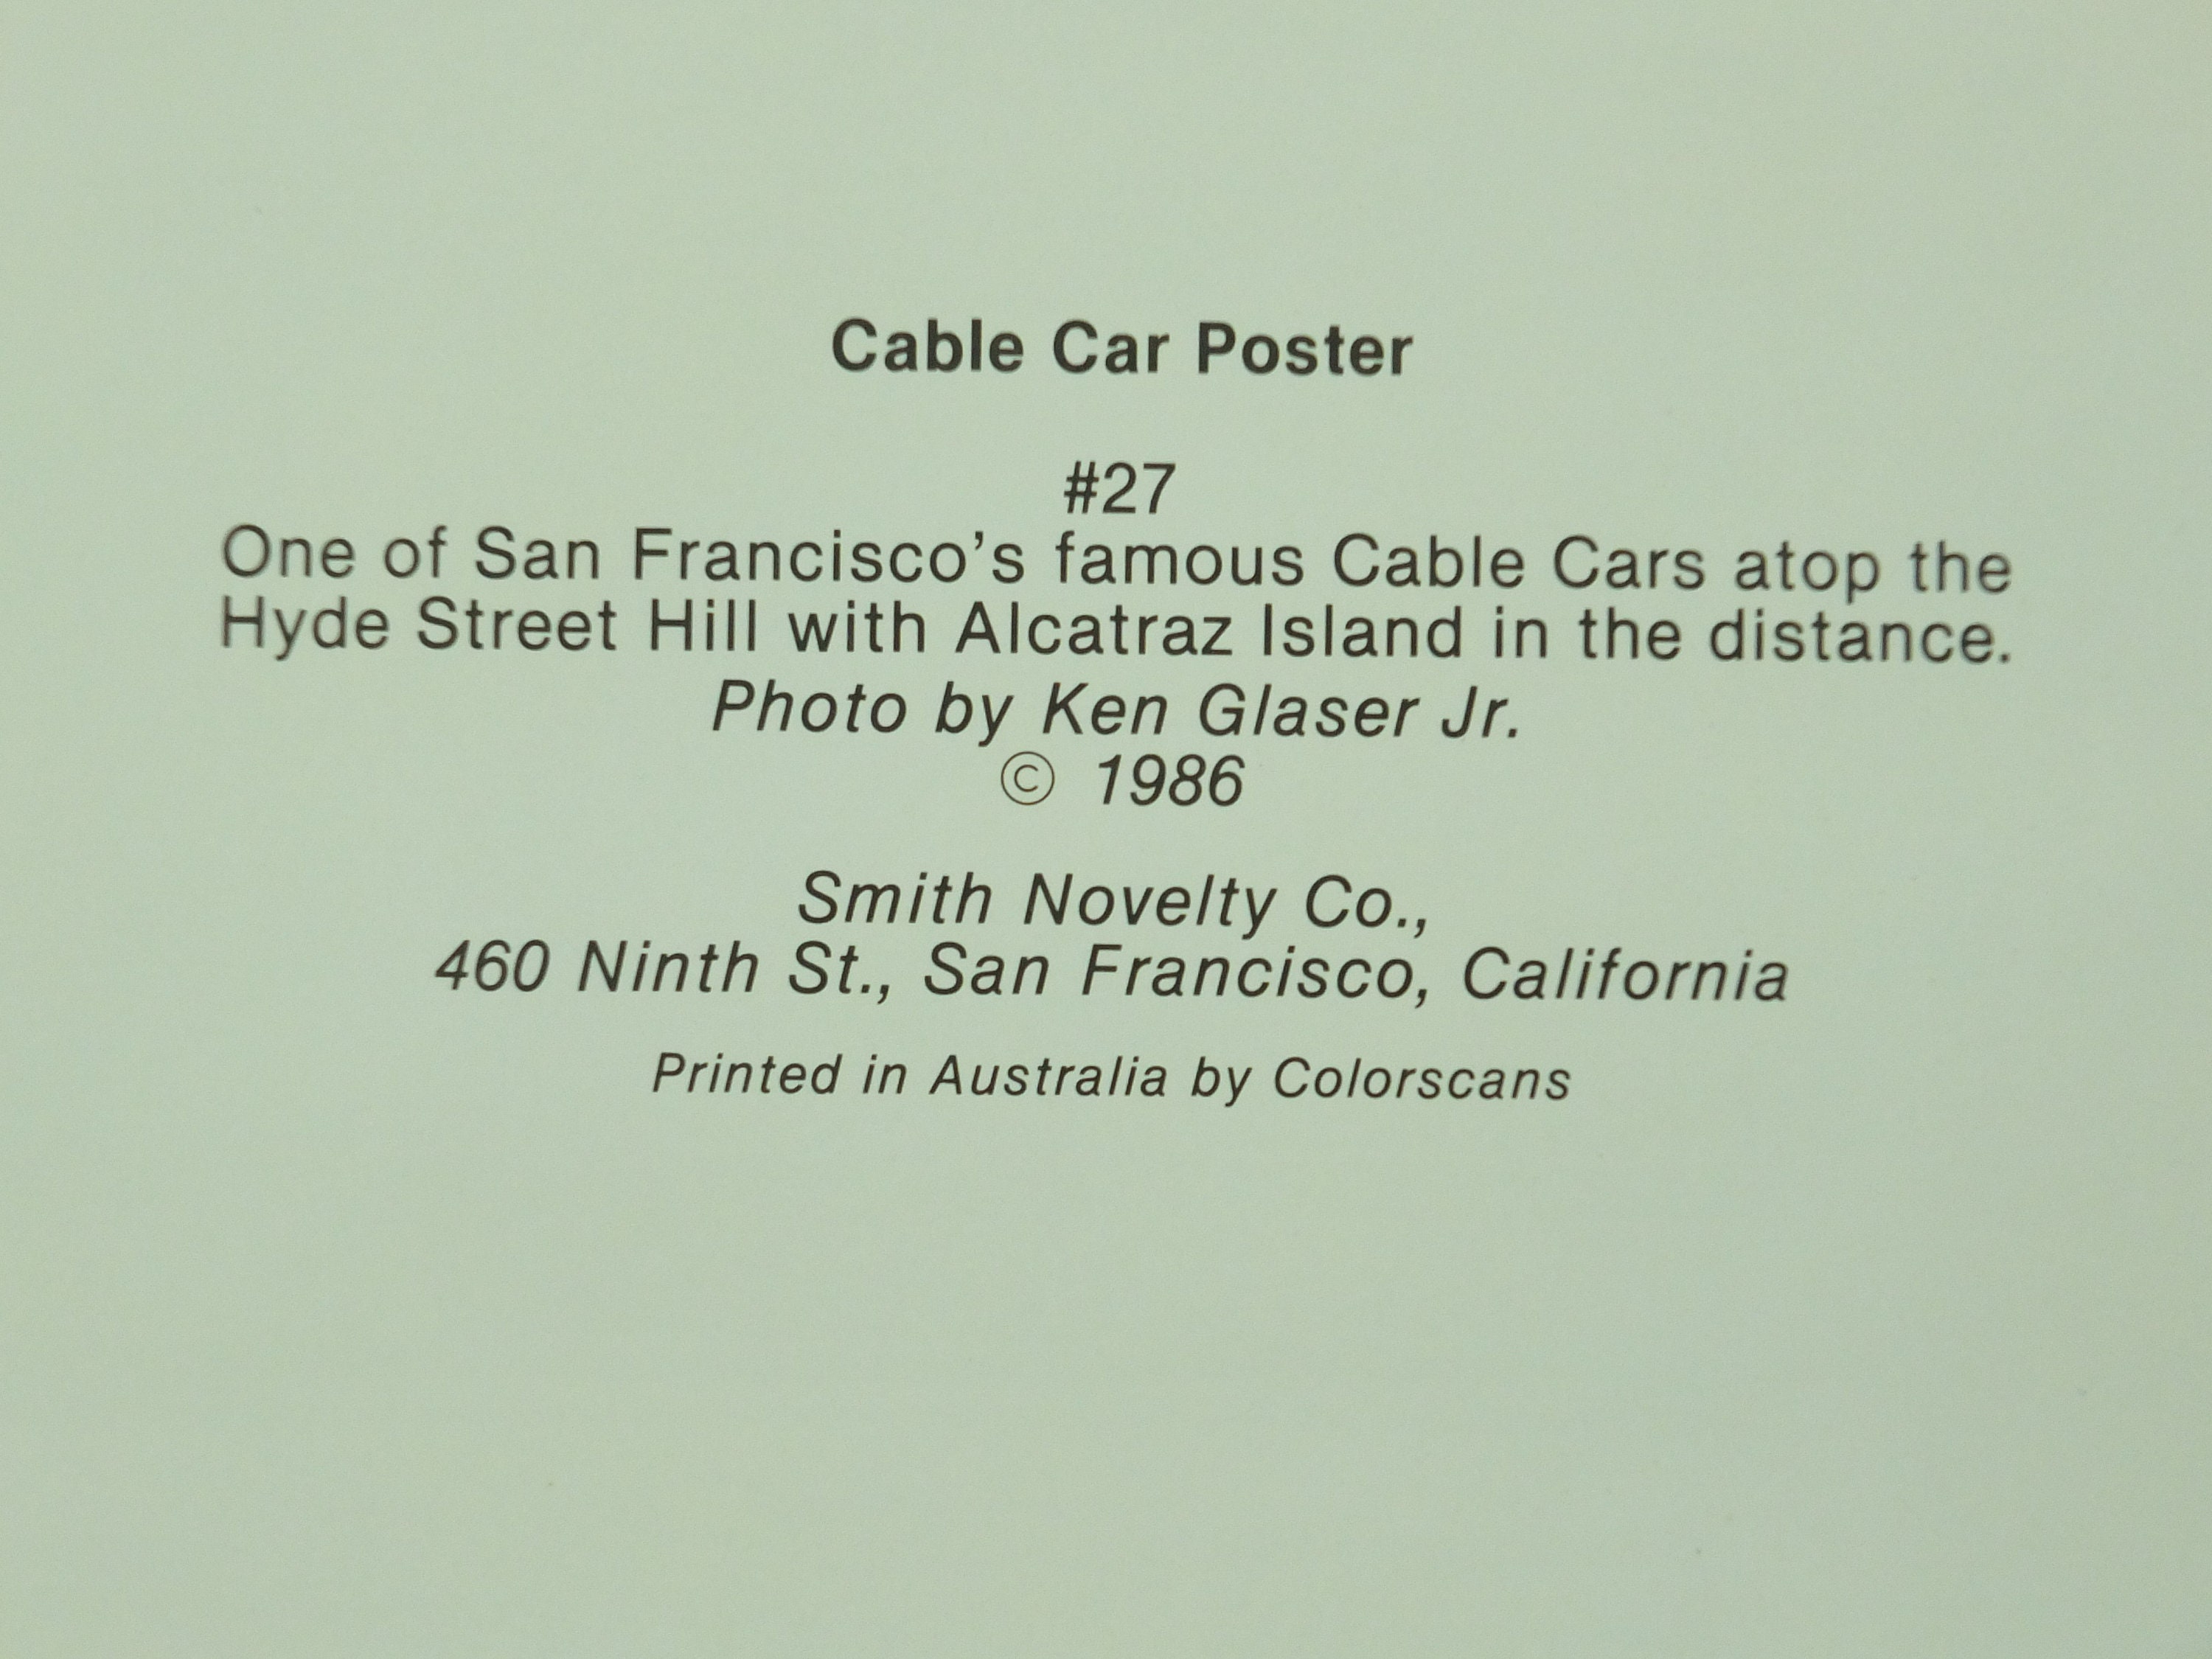 Cable Car Poster
#27
One of San Francisco’s famous Cable Cars atop the
Hyde Street Hill with Alcatraz Island in the distance.
Photo by Ken Glaser Jr.
© 1986
Smith Novelty Co.,
460 Ninth St., San Francisco, California
Printed in Australia by Colorscans